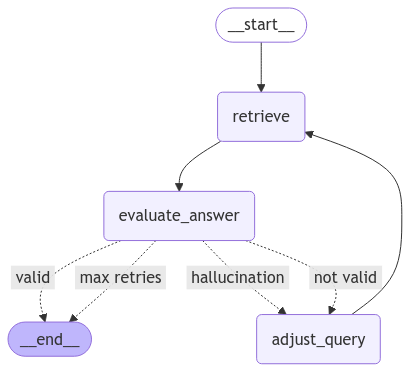 __start__
retrieve
evaluate_answer
valid
max retries
hallucination
not valid
__end__
adjust_query